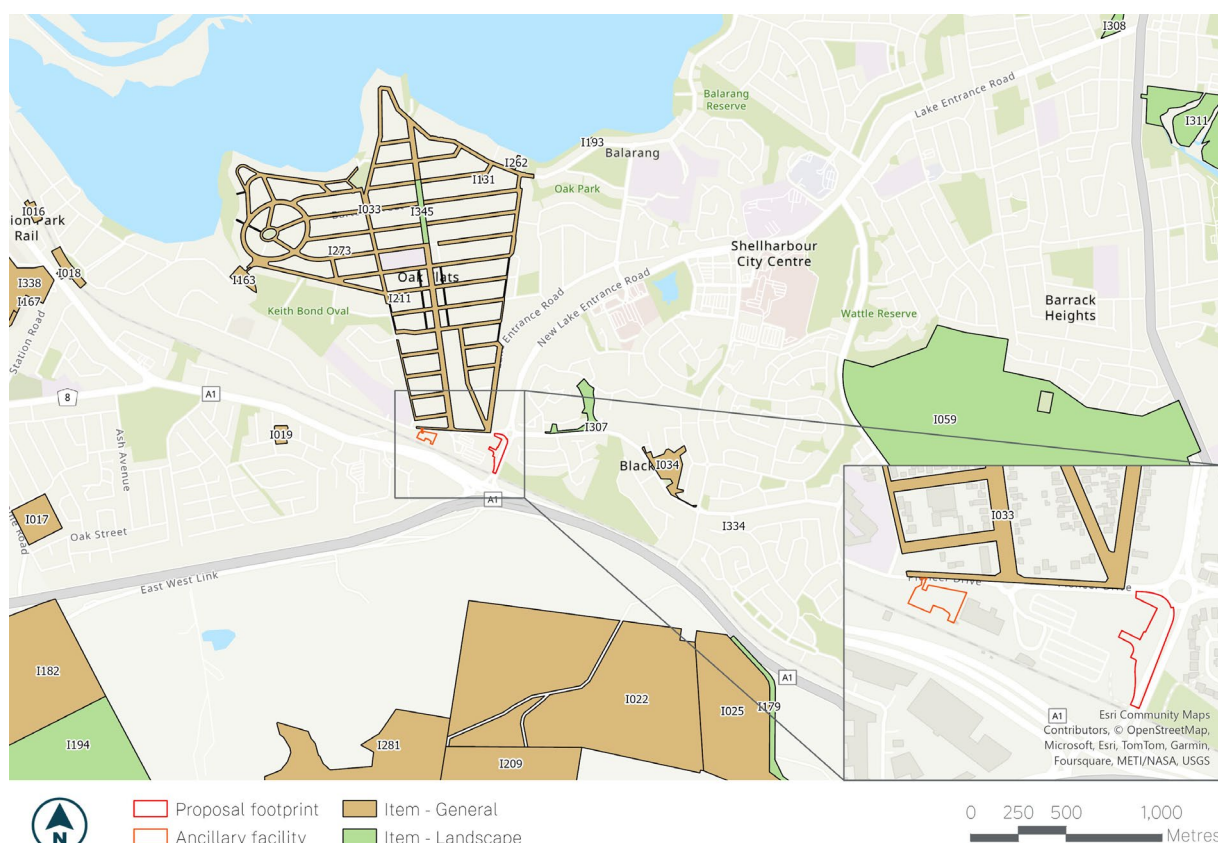 I308
Lake Entrance Road
Balarang
Reserve
I311
I193
Balarang
I262
I131
Oak Park
I016
Rail
I033
I345
I273
I018
Shellharbour
City Centre
I338
I163
I167
I211
Keith Bond Oval
Entrance Road
New Lake Entrance Road
Wattle Reserve
Barrack
Heights
Station Road
A1
8
I019
Ash Avenue
I307
I059
I034
A1
I017
Oak Street
I334
East West Link
I033
I182
I022
A1
I025
I179
I194
I281
I209
A1
Esri Community Maps
Contributors, © OpenStreetMap,
Microsoft, Esri, TomTom, Garmin,
Foursquare, METI/NASA, USGS
N
Proposal footprint
Item - General
Ancillary facility
Item - Landscape
0 250 500 1,000
Metres